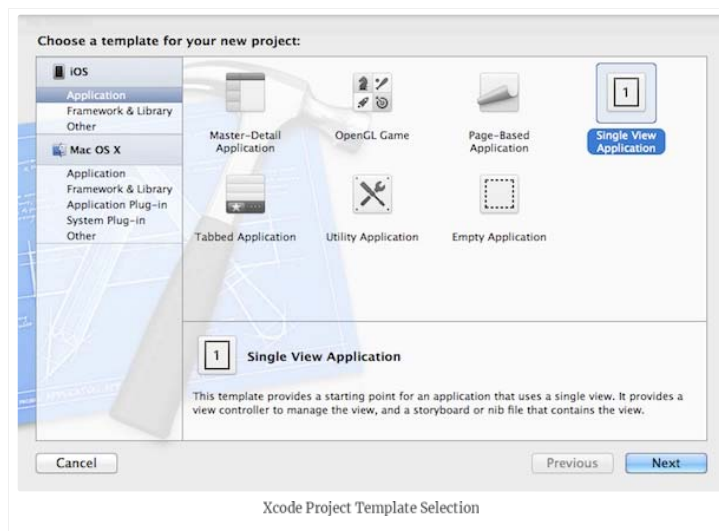 Choose a template for your new project:
iOS
Application
Framework & Library
Other
Mac OS X
Application
Framework & Library
Application Plug-in
System Plug-in
Other
Master-Detail
Application
OpenGL Game
Page-Based
Application
1
Single View
Application
Tabbed Application
Utility Application
Empty Application
1
Single View Application
This template provides a starting point for an application that uses a single view. It provides a
view controller to manage the view, and a storyboard or nib file that contains the view.
Cancel
Previous
Next
Xcode Project Template Selection